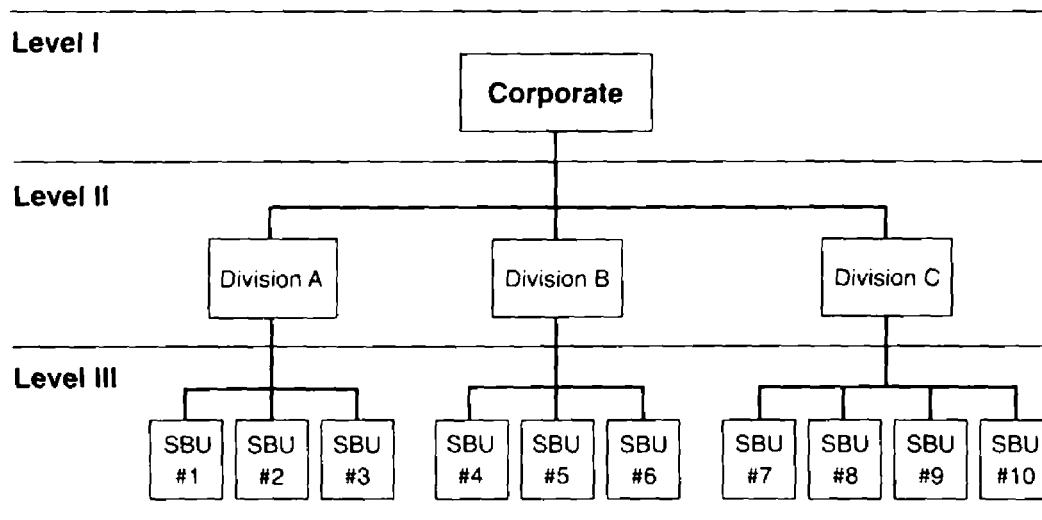 Level I
Corporate
Level II
Division A
Division B
Division C
Level III
SBU
#1
SBU
#2
SBU
#3
SBU
#4
SBU
#5
SBU
#6
SBU
#7
SBU
#8
SBU
#9
SBU
#10